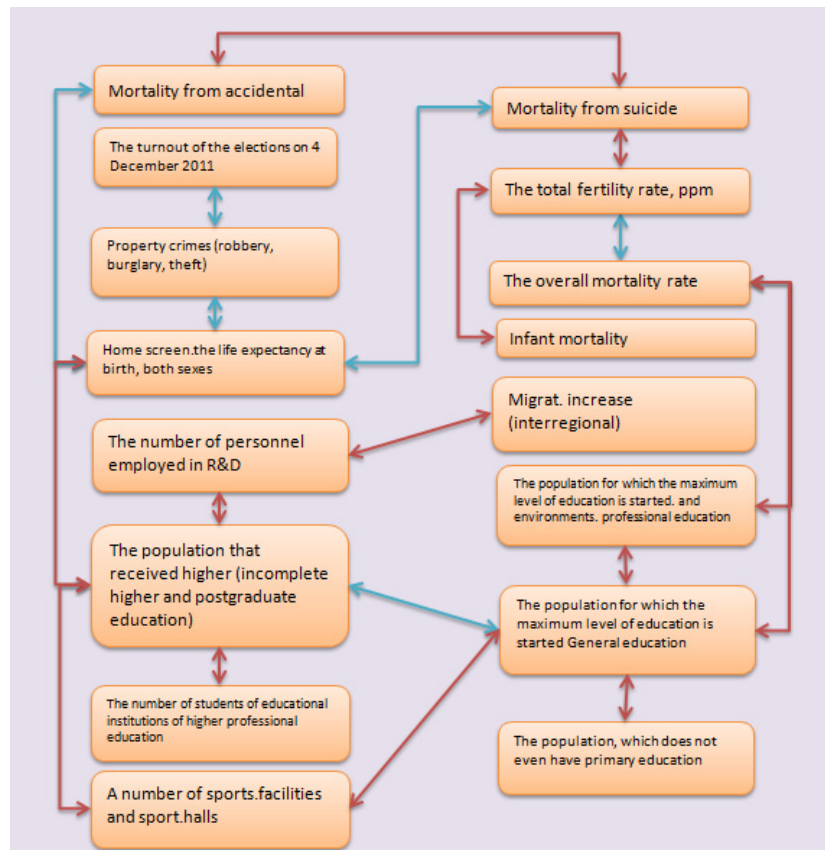 Mortality from accidental
The turnout of the elections on 4
December 2011
Property crimes (robbery,
burglary, theft)
Home screen.the life expectancy at
birth, both sexes
The number of personnel
employed in R&D
The population that
received higher (incomplete
higher and postgraduate
education)
The number of students of educational
institutions of higher professional
education
A number of sports.facilities
and sport.halls
Mortality from suicide
The total fertility rate, ppm
The overall mortality rate
Infant mortality
Migrat. increase
(interregional)
The population for which the maximum
level of education is started. and
environments. professional education
The population for which the
maximum level of education is
started General education
The population, which does not
even have primary education